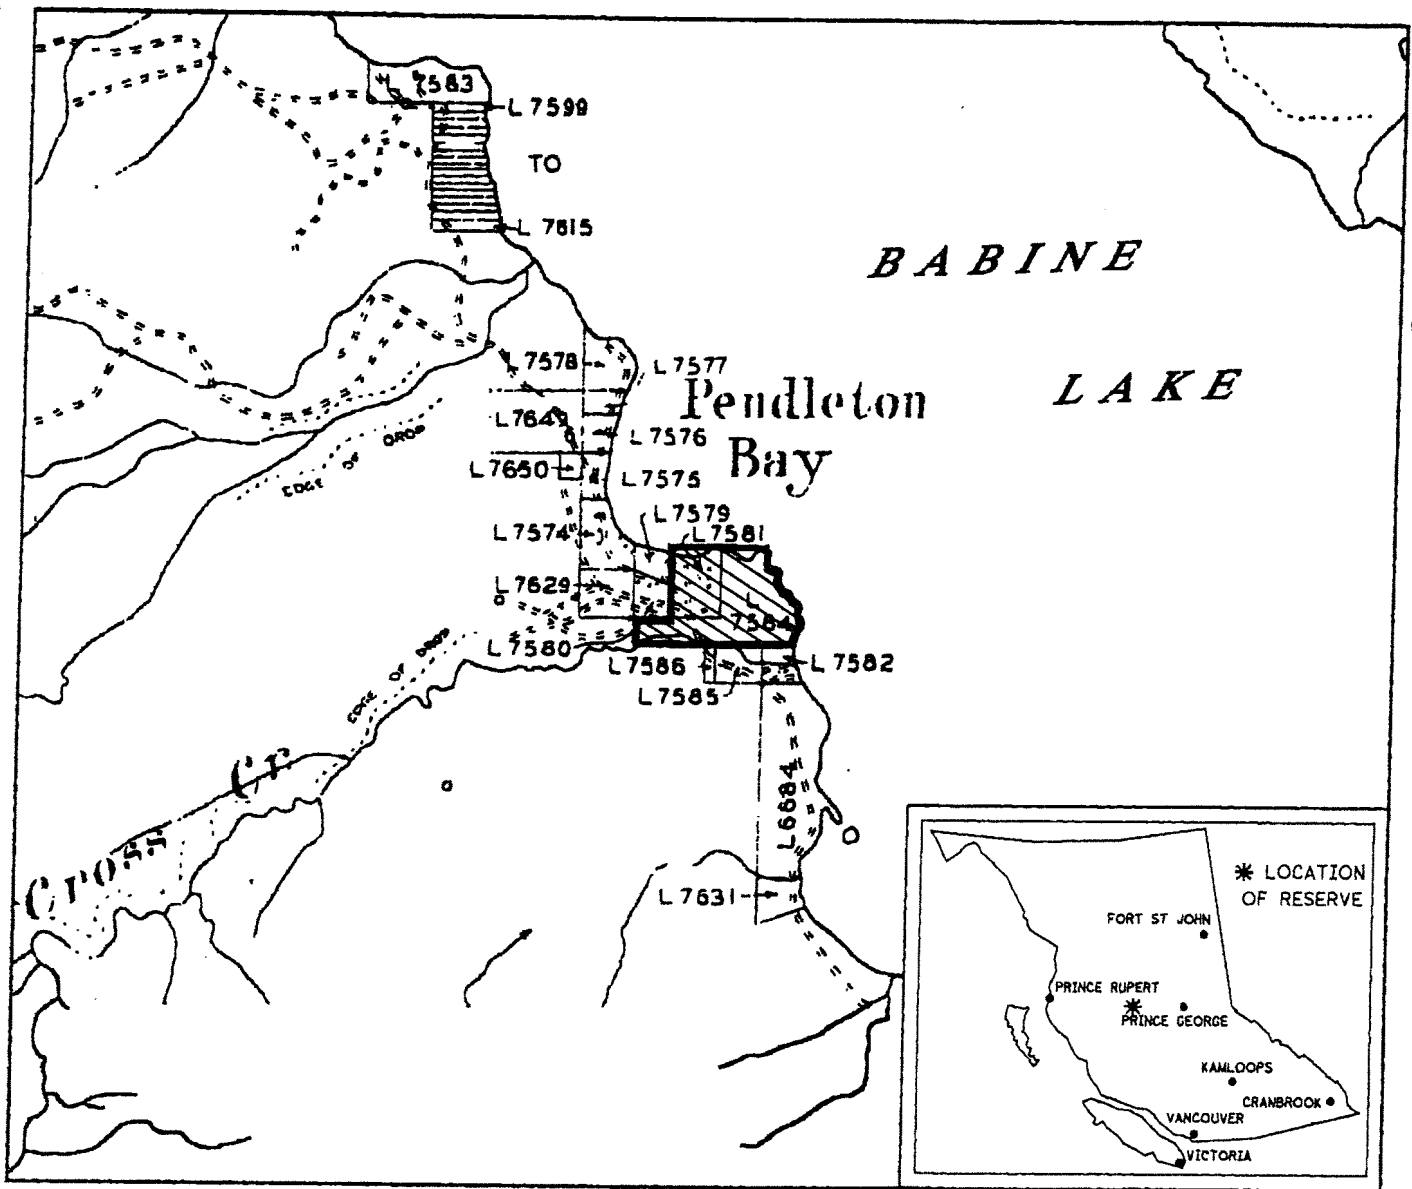 7583
L 7599
TO
L 7615
BABINE
LAKE
L 7578
L 7577
Pendleton
Bay
L 7649
L 7576
L 7650
L 7575
L 7579
L 7581
L 7574
L 7629
L
7584
L 7580
L 7586
L 7582
L 7585
EDGE OF DROP
EDGE OF DROP
Cross Cr
L 6684
L 7631
✳ LOCATION
OF RESERVE
FORT ST JOHN
PRINCE RUPERT
PRINCE GEORGE
KAMLOOPS
CRANBROOK
VANCOUVER
VICTORIA